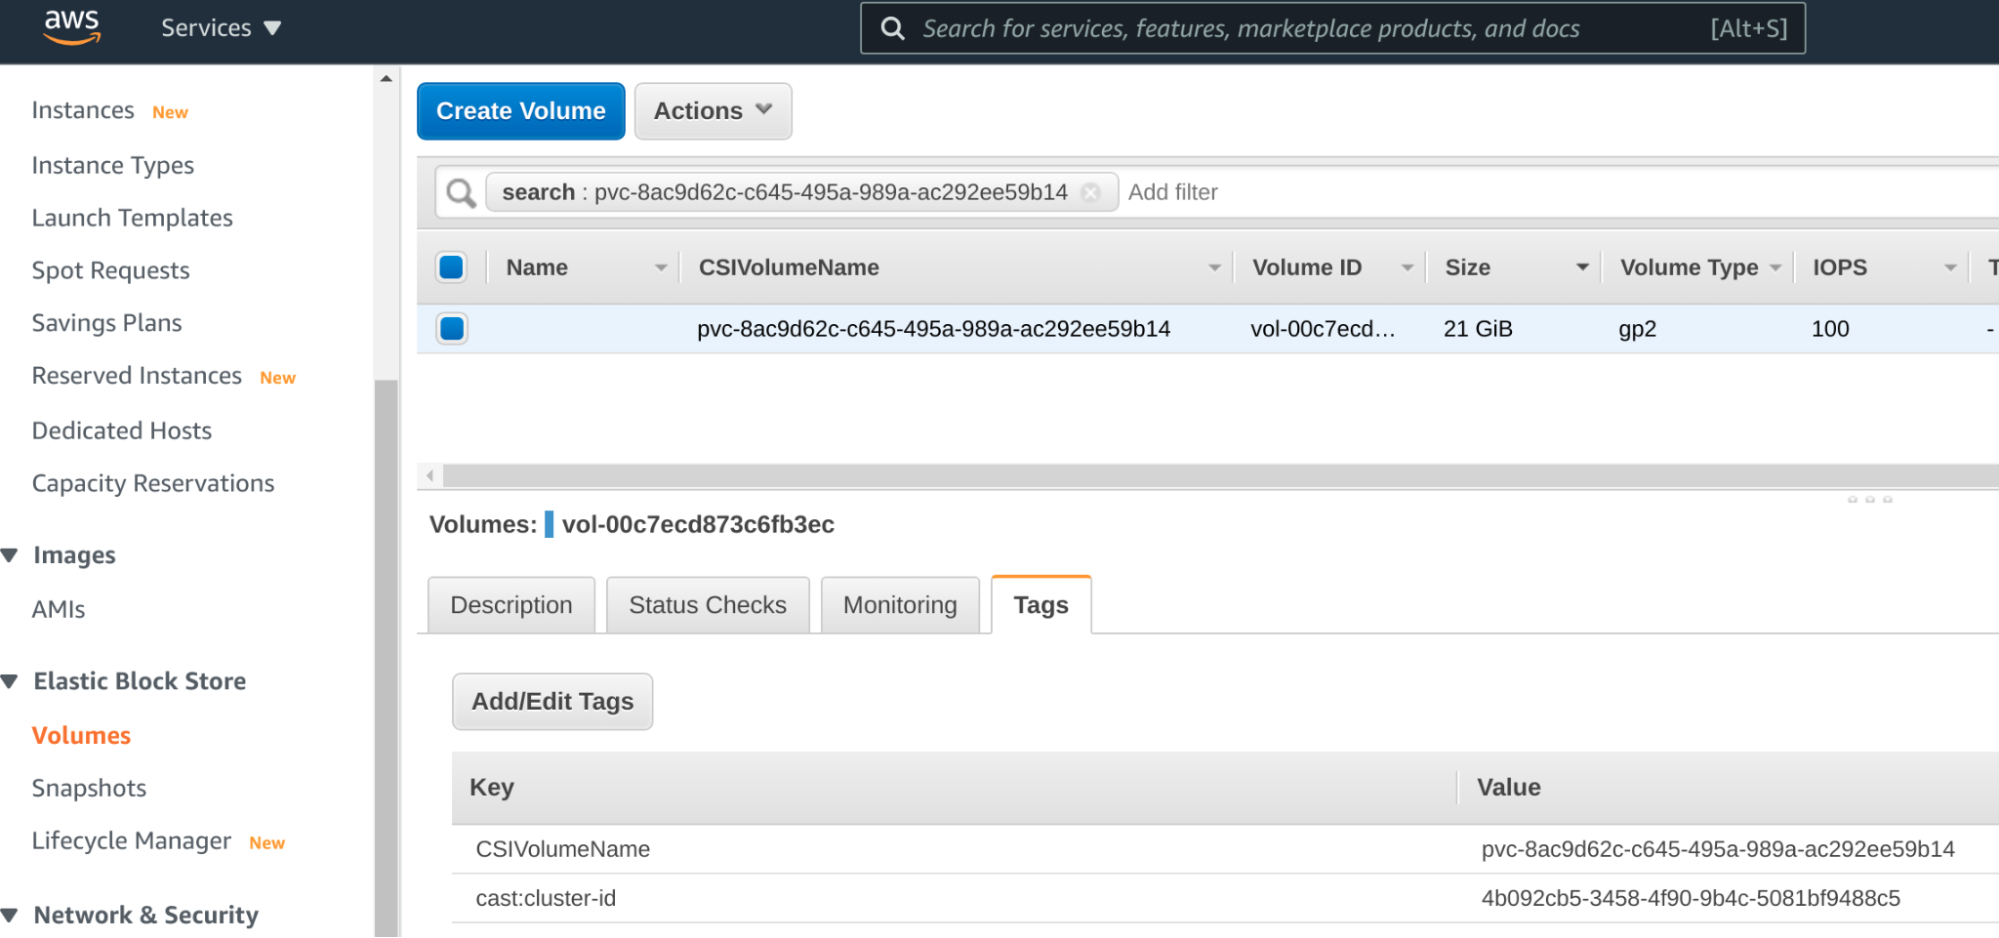 aws
Services
Search for services, features, marketplace products, and docs [Alt+S]
Instances New
Instance Types
Launch Templates
Spot Requests
Savings Plans
Reserved Instances New
Dedicated Hosts
Capacity Reservations
Images
AMIs
Elastic Block Store
Volumes
Snapshots
Lifecycle Manager New
Network & Security
Create Volume Actions
search : pvc-8ac9d62c-c645-495a-989a-ac292ee59b14 Add filter
Name CSIVolumeName Volume ID Size Volume Type IOPS T
pvc-8ac9d62c-c645-495a-989a-ac292ee59b14 vol-00c7ecd… 21 GiB gp2 100 -
Volumes: vol-00c7ecd873c6fb3ec
Description Status Checks Monitoring Tags
Add/Edit Tags
Key Value
CSIVolumeName pvc-8ac9d62c-c645-495a-989a-ac292ee59b14
cast:cluster-id 4b092cb5-3458-4f90-9b4c-5081bf9488c5